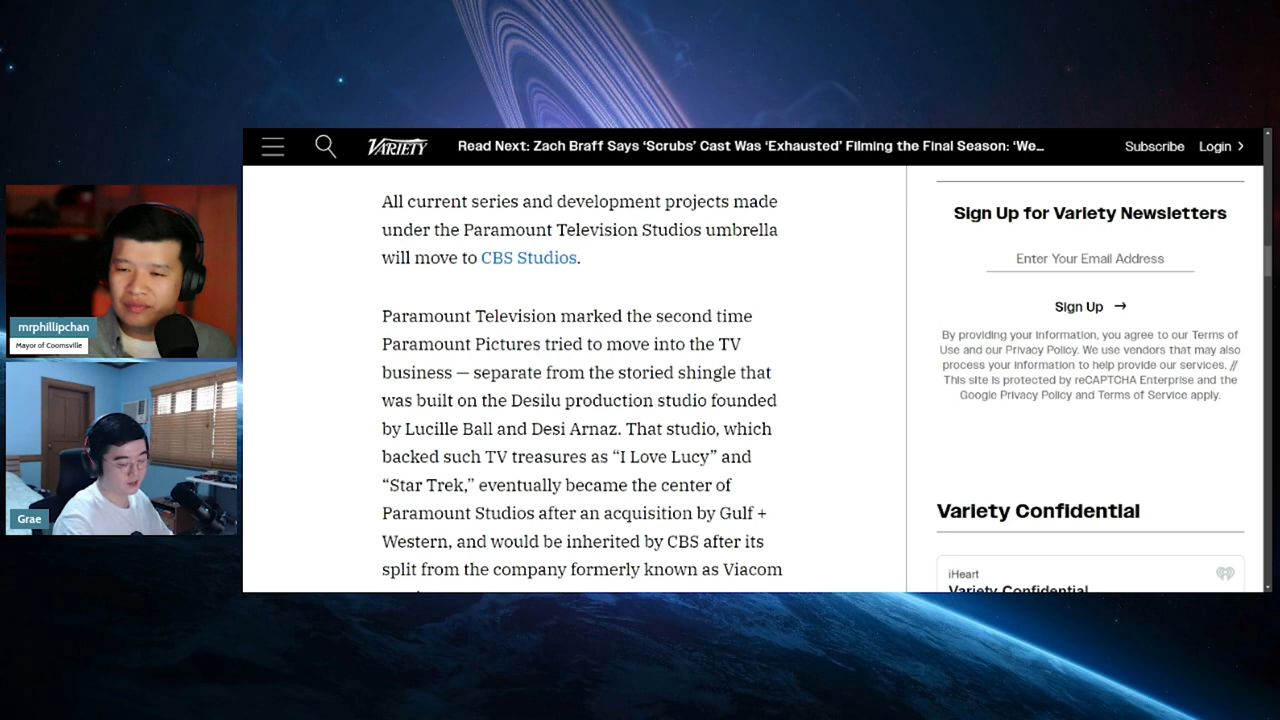 VARIETY
Read Next: Zach Braff Says ‘Scrubs’ Cast Was ‘Exhausted’ Filming the Final Season: ‘We...
Subscribe
Login
All current series and development projects made
under the Paramount Television Studios umbrella
will move to CBS Studios.
Paramount Television marked the second time
Paramount Pictures tried to move into the TV
business — separate from the storied shingle that
was built on the Desilu production studio founded
by Lucille Ball and Desi Arnaz. That studio, which
backed such TV treasures as “I Love Lucy” and
“Star Trek,” eventually became the center of
Paramount Studios after an acquisition by Gulf +
Western, and would be inherited by CBS after its
split from the company formerly known as Viacom
Sign Up for Variety Newsletters
Enter Your Email Address
Sign Up →
By providing your information, you agree to our Terms of
Use and our Privacy Policy. We use vendors that may also
process your information to help provide our services. //
This site is protected by reCAPTCHA Enterprise and the
Google Privacy Policy and Terms of Service apply.
Variety Confidential
iHeart
Variety Confidential
mrphillipchan
Mayor of Coomsville
Grae